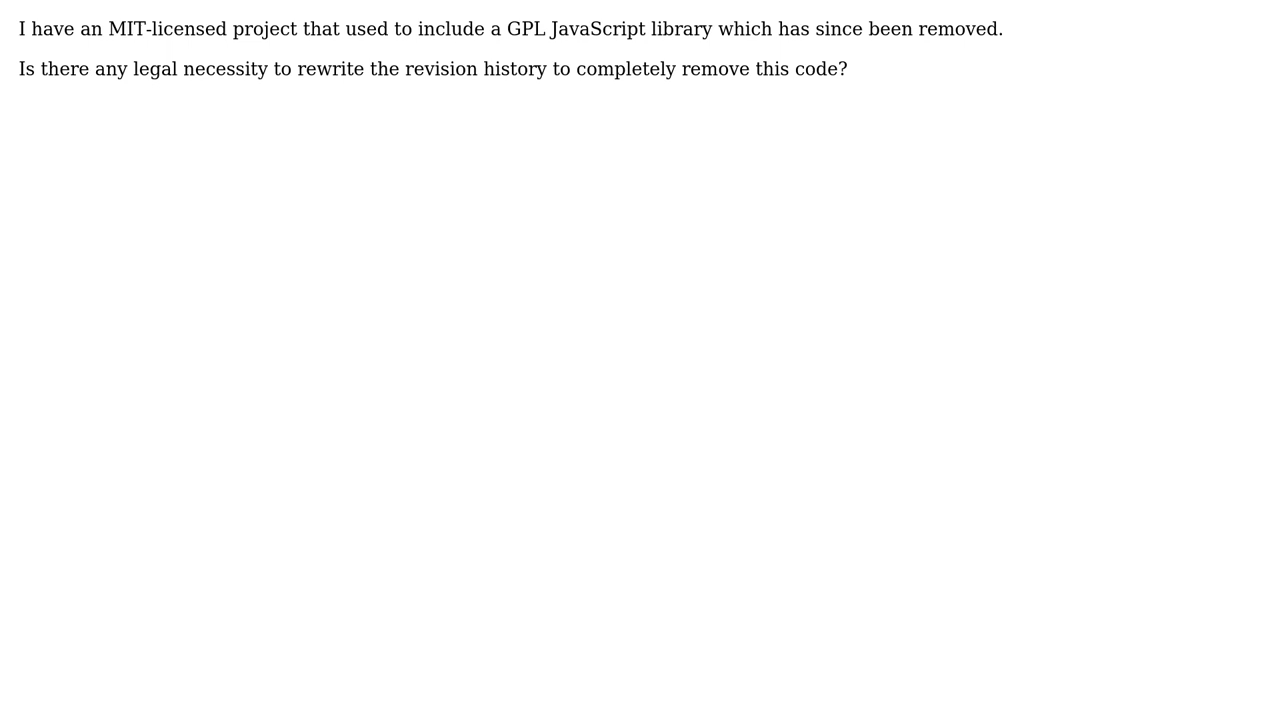 I have an MIT-licensed project that used to include a GPL JavaScript library which has since been removed.
Is there any legal necessity to rewrite the revision history to completely remove this code?